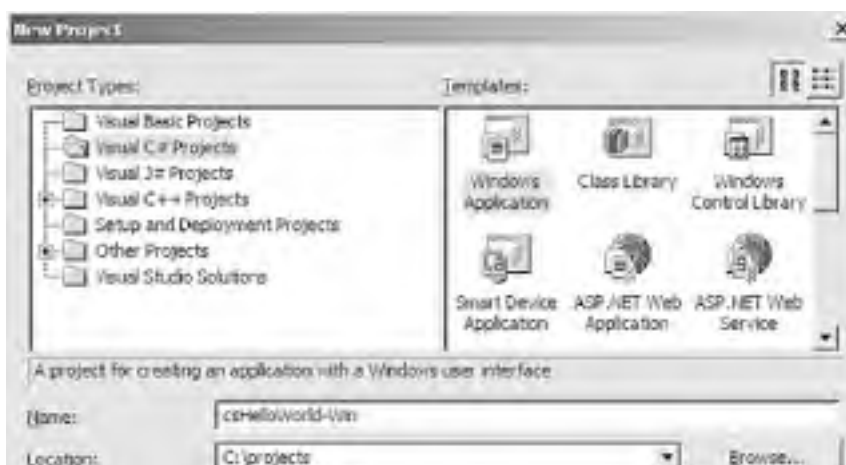 New Project
Project Types:
Templates:
Visual Basic Projects
Visual C# Projects
Visual J# Projects
Visual C++ Projects
Setup and Deployment Projects
Other Projects
Visual Studio Solutions
Windows Application
Class Library
Windows Control Library
Smart Device Application
ASP.NET Web Application
ASP.NET Web Service
A project for creating an application with a Windows user interface
Name:
csHelloWorld-Win
Location:
C:\projects
Browse...